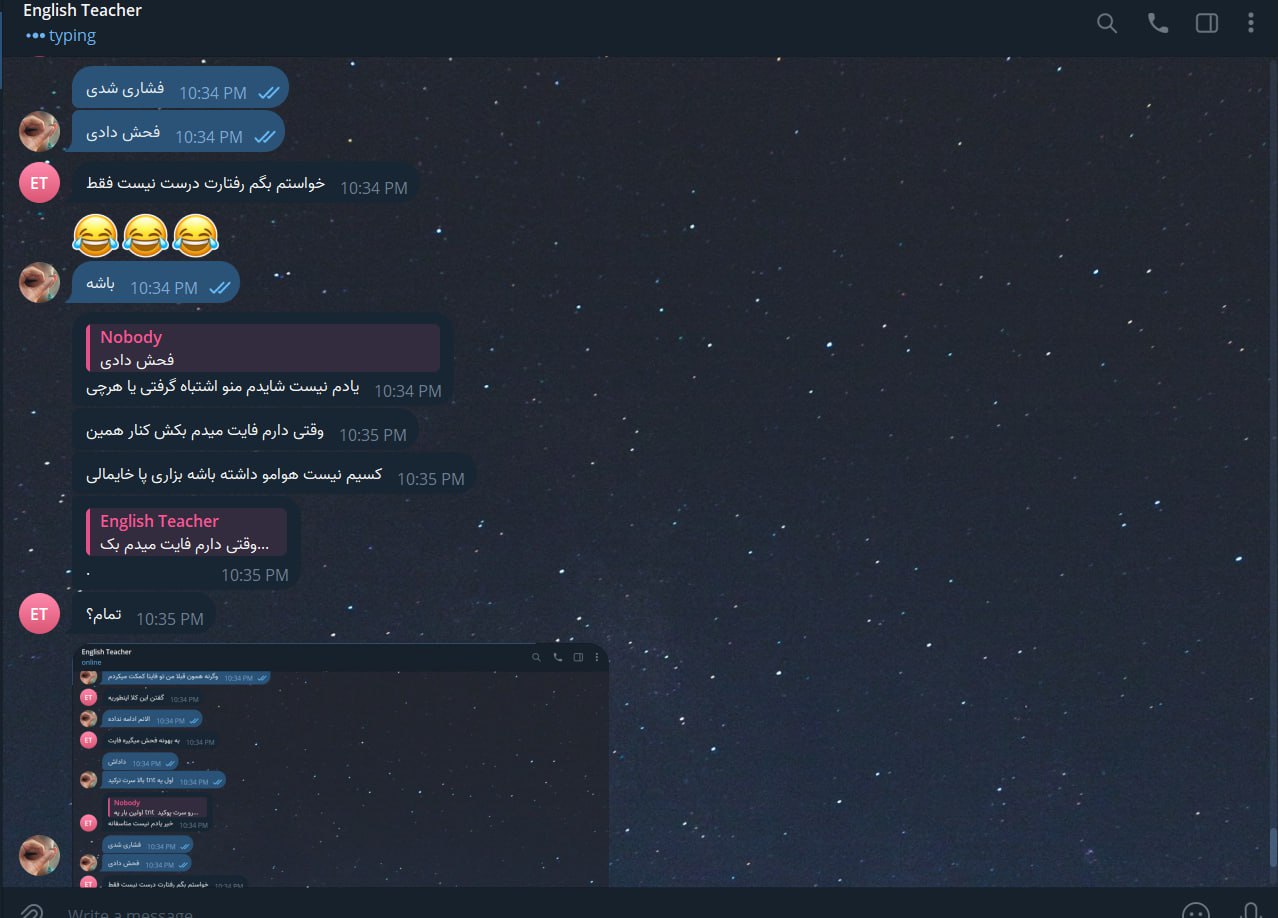 English Teacher
typing
فشاری شدی
10:34 PM
فحش دادی
10:34 PM
ET
خواستم بگم رفتارت درست نیست فقط
10:34 PM
باشه
10:34 PM
Nobody
فحش دادی
یادم نیست شایدم منو اشتباه گرفتی یا هرچی
10:34 PM
وقتی دارم فایت میدم بکش کنار همین
10:35 PM
کسیم نیست هوامو داشته باشه بزاری پا خایمالی
10:35 PM
English Teacher
وقتی دارم فایت میدم بک...
.
10:35 PM
ET
تمام؟
10:35 PM
English Teacher
online
وگرنه همون قبلا من تو فایتا کمکت میکردم
10:34 PM
ET
گفتن این کلا اینطوریه
10:34 PM
الانم ادامه نداده
10:34 PM
ET
به بهونه فحش میگیره فایت
10:34 PM
داداش
10:34 PM
اول یه tnt بالا سرت ترکید
10:34 PM
Nobody
اولین بار یه tnt رو سرت پوکید...
ET
خیر یادم نیست متاسفانه
10:34 PM
فشاری شدی
10:34 PM
فحش دادی
10:34 PM
ET
خواستم بگم رفتارت درست نیست فقط
10:34 PM
Write a message